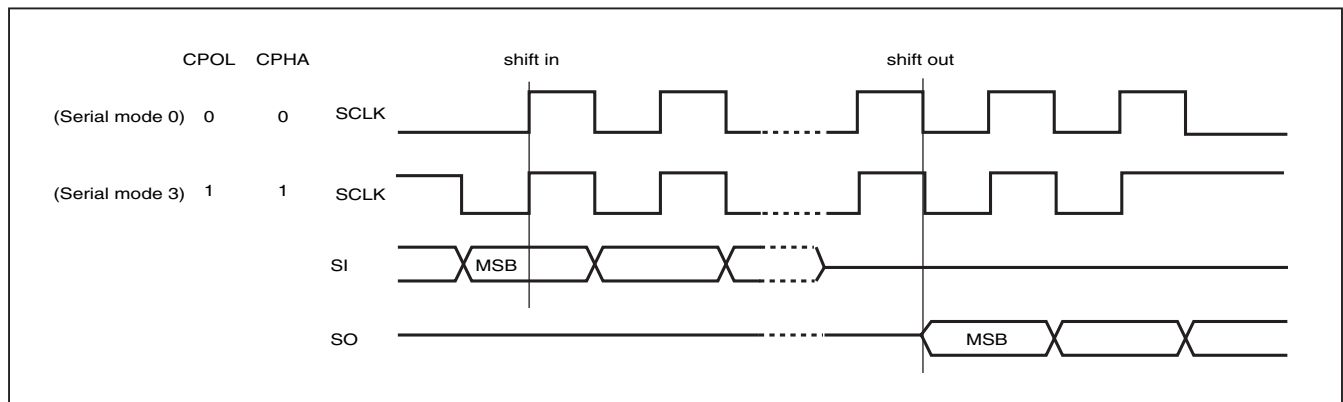 CPOL CPHA shift in shift out
(Serial mode 0) 0 0 SCLK
(Serial mode 3) 1 1 SCLK
SI MSB
SO MSB